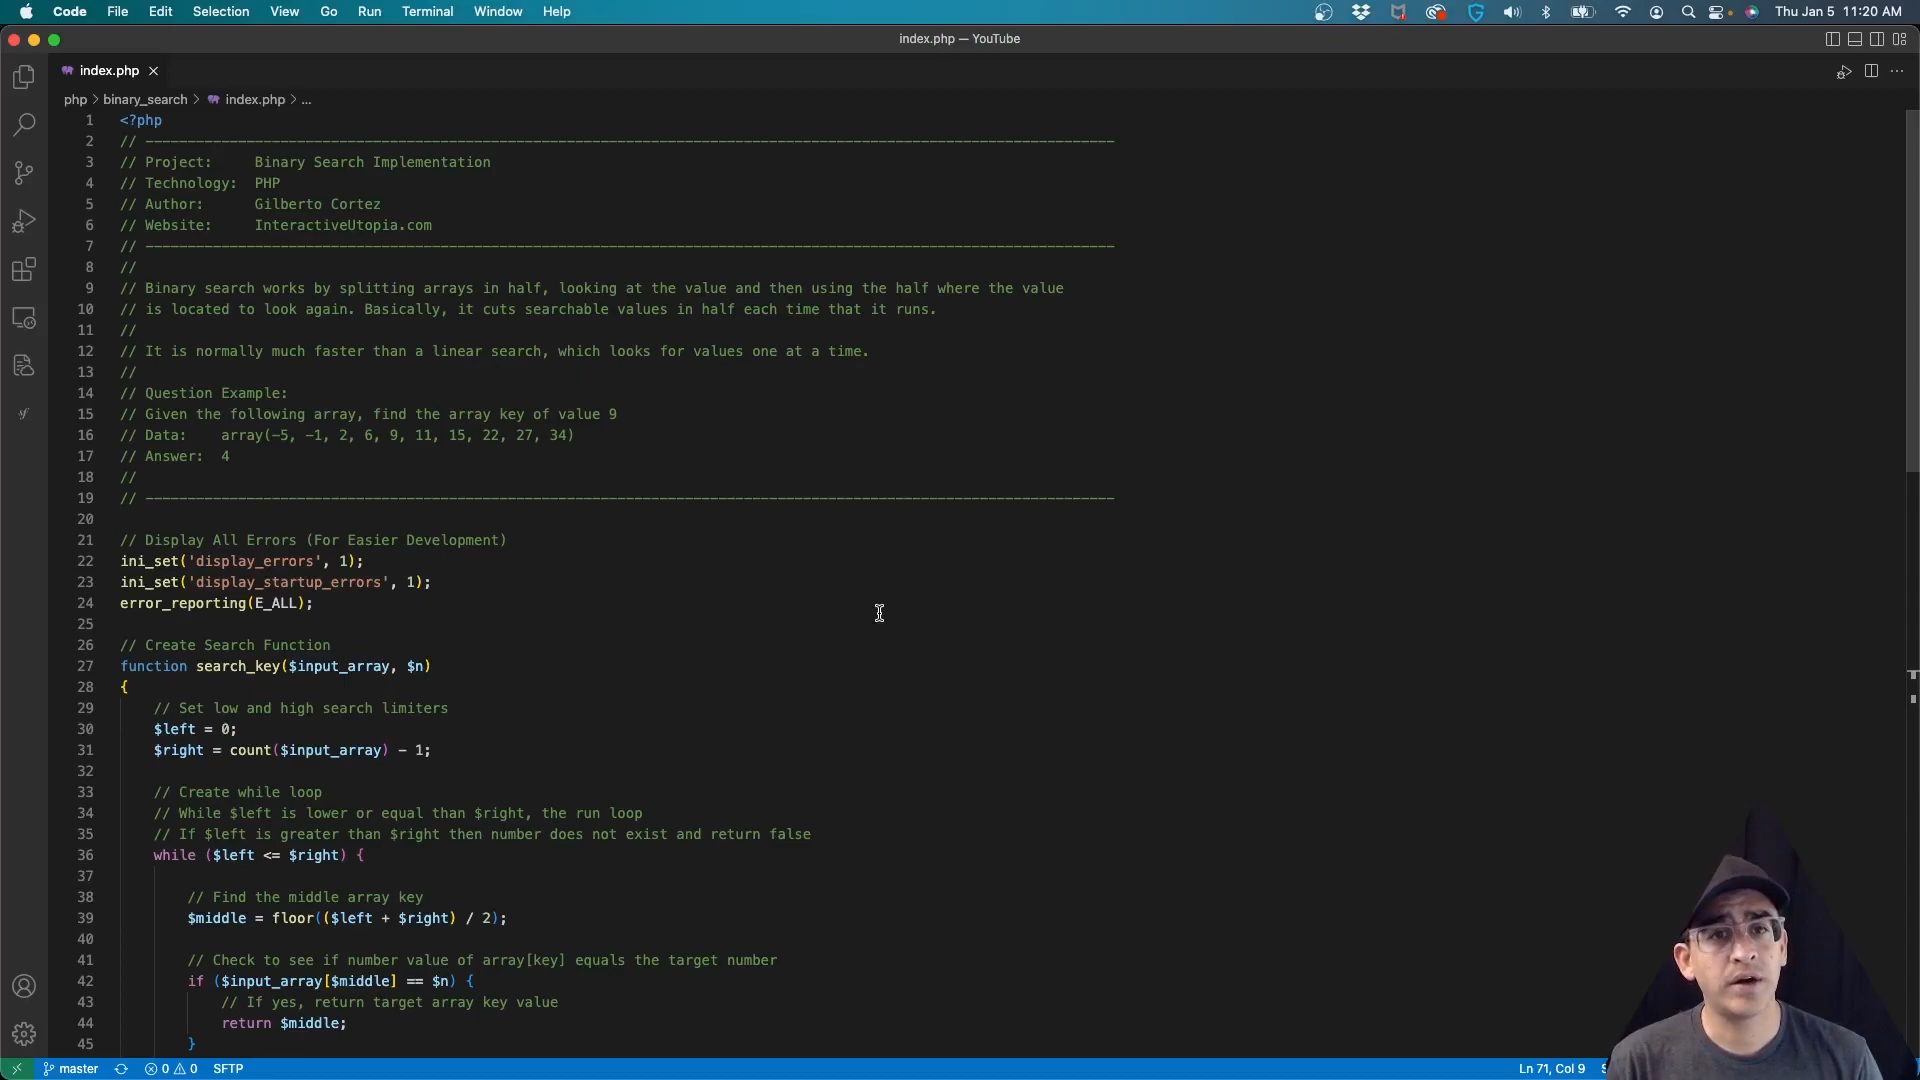 Code File Edit Selection View Go Run Terminal Window Help Thu Jan 5 11:20 AM
index.php — YouTube
index.php
php > binary_search > index.php > ...
1 <?php
2 // -------------------------------------------------------------------------------------------------------------------
3 // Project: Binary Search Implementation
4 // Technology: PHP
5 // Author: Gilberto Cortez
6 // Website: InteractiveUtopia.com
7 // -------------------------------------------------------------------------------------------------------------------
8 //
9 // Binary search works by splitting arrays in half, looking at the value and then using the half where the value
10 // is located to look again. Basically, it cuts searchable values in half each time that it runs.
11 //
12 // It is normally much faster than a linear search, which looks for values one at a time.
13 //
14 // Question Example:
15 // Given the following array, find the array key of value 9
16 // Data: array(-5, -1, 2, 6, 9, 11, 15, 22, 27, 34)
17 // Answer: 4
18 //
19 // -------------------------------------------------------------------------------------------------------------------
20
21 // Display All Errors (For Easier Development)
22 ini_set('display_errors', 1);
23 ini_set('display_startup_errors', 1);
24 error_reporting(E_ALL);
25
26 // Create Search Function
27 function search_key($input_array, $n)
28 {
29 // Set low and high search limiters
30 $left = 0;
31 $right = count($input_array) - 1;
32
33 // Create while loop
34 // While $left is lower or equal than $right, the run loop
35 // If $left is greater than $right then number does not exist and return false
36 while ($left <= $right) {
37
38 // Find the middle array key
39 $middle = floor(($left + $right) / 2);
40
41 // Check to see if number value of array[key] equals the target number
42 if ($input_array[$middle] == $n) {
43 // If yes, return target array key value
44 return $middle;
45 }
master 0 0 SFTP Ln 71, Col 9